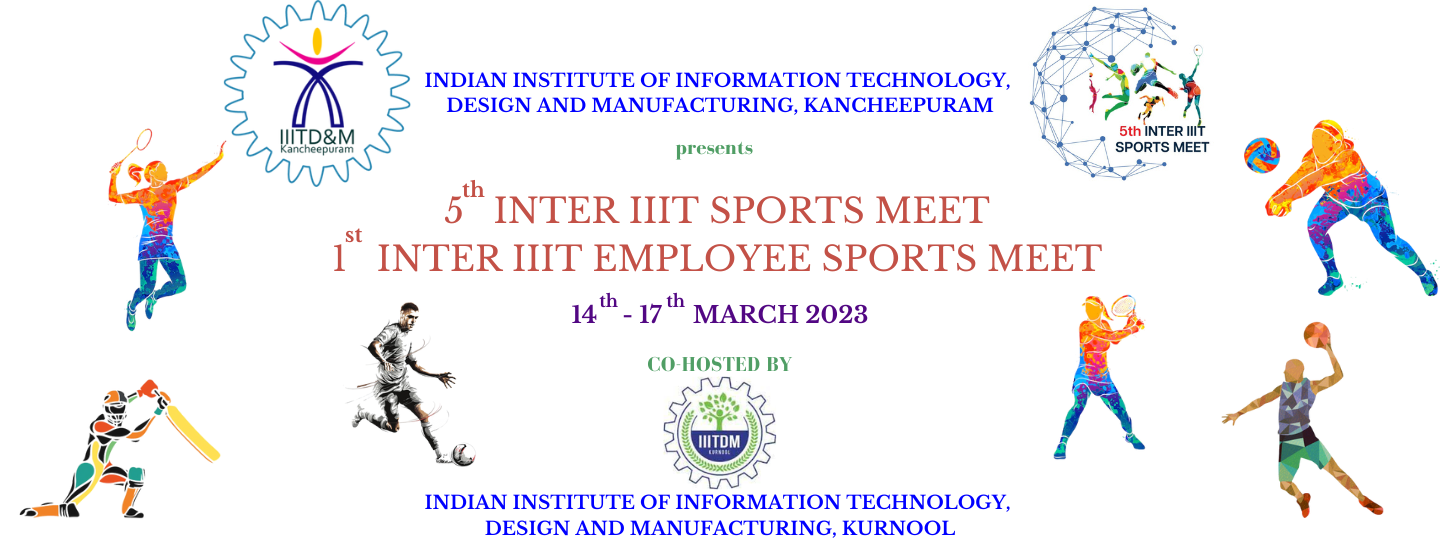 IIITD&M
Kancheepuram
INDIAN INSTITUTE OF INFORMATION TECHNOLOGY,
DESIGN AND MANUFACTURING, KANCHEEPURAM
5th INTER IIIT
SPORTS MEET
presents
5th INTER IIIT SPORTS MEET
1st INTER IIIT EMPLOYEE SPORTS MEET
14th - 17th MARCH 2023
CO-HOSTED BY
IIITDM
KURNOOL
INDIAN INSTITUTE OF INFORMATION TECHNOLOGY,
DESIGN AND MANUFACTURING, KURNOOL